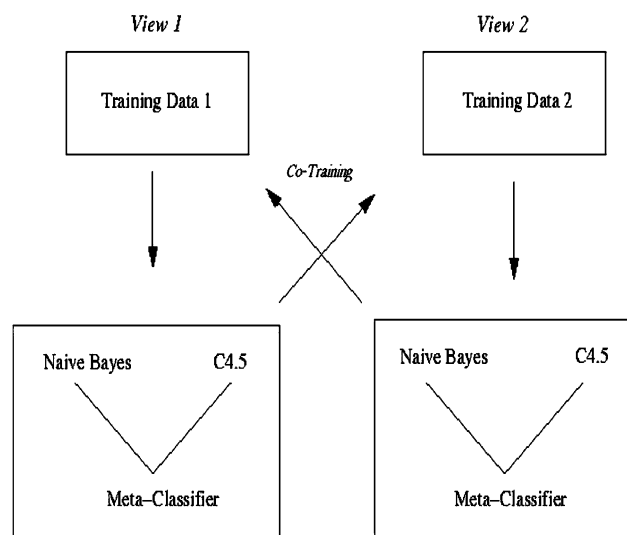 View 1
View 2
Training Data 1
Training Data 2
Co-Training
Naive Bayes
C4.5
Naive Bayes
C4.5
Meta–Classifier
Meta–Classifier